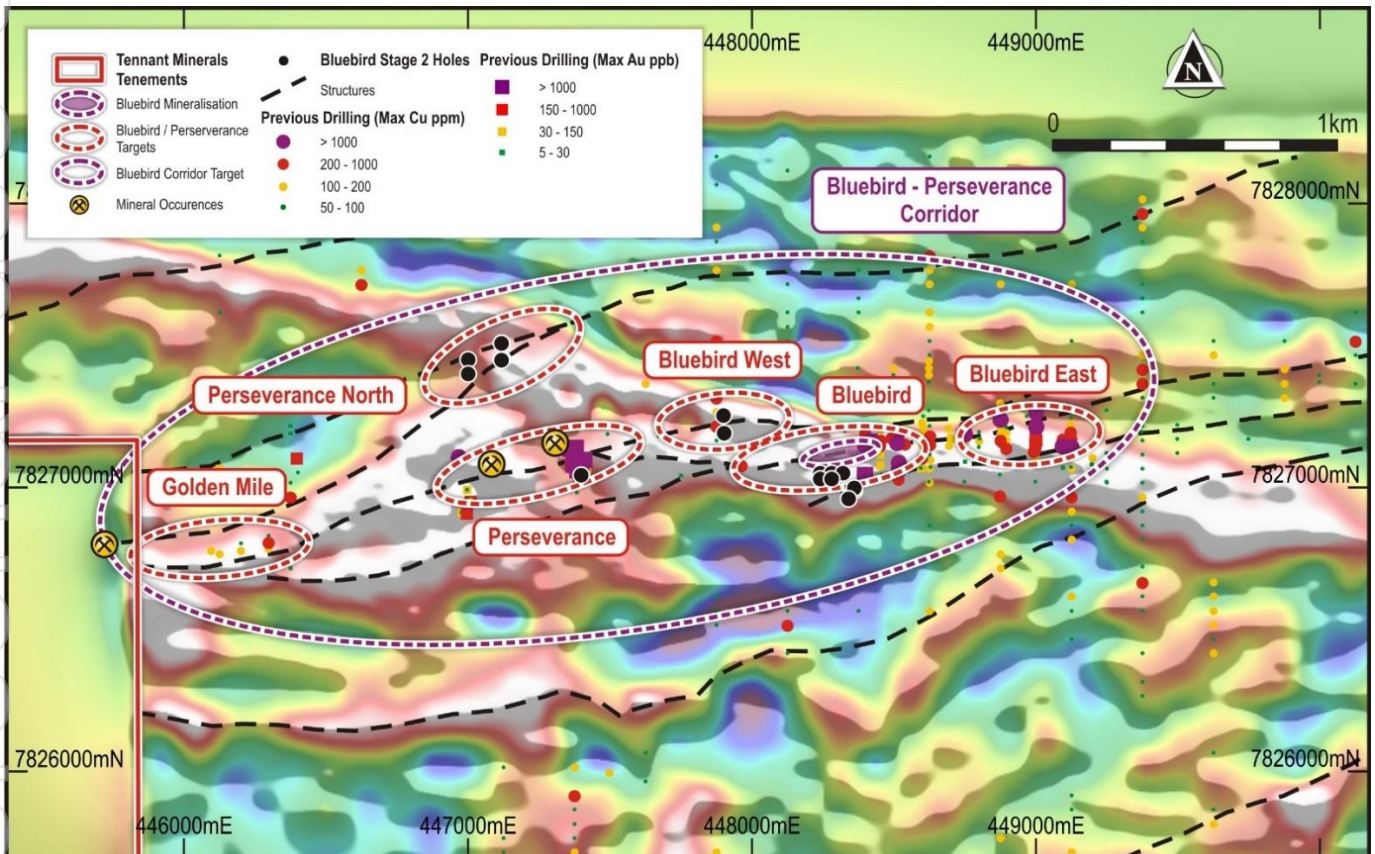 448000mE
449000mE
Tennant Minerals
Tenements
Bluebird Mineralisation
Bluebird / Perserverance
Targets
Bluebird Corridor Target
Mineral Occurences
Bluebird Stage 2 Holes
Structures
Previous Drilling (Max Cu ppm)
> 1000
200 - 1000
100 - 200
50 - 100
Previous Drilling (Max Au ppb)
> 1000
150 - 1000
30 - 150
5 - 30
N
0
1km
Bluebird - Perseverance
Corridor
7828000mN
Bluebird West
Bluebird
Bluebird East
Perseverance North
7827000mN
Golden Mile
Perseverance
7827000mN
7826000mN
7826000mN
446000mE
447000mE
448000mE
449000mE